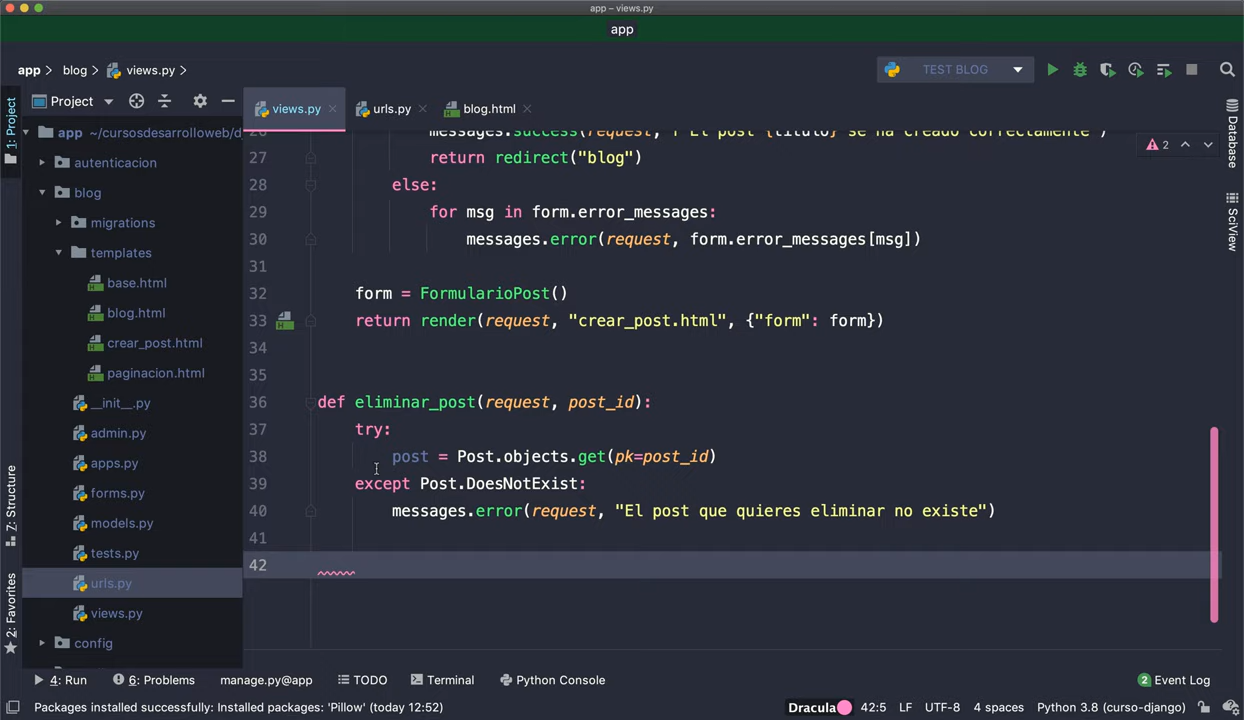 app – views.py
app
app > blog > views.py >
TEST BLOG
1: Project
Project
views.py
urls.py
blog.html
app ~/cursosdesarrolloweb/d
autenticacion
blog
migrations
templates
base.html
blog.html
crear_post.html
paginacion.html
__init__.py
admin.py
apps.py
forms.py
models.py
tests.py
urls.py
views.py
config
Z: Structure
2: Favorites
messages.success(request, f"El post {titulo} se ha creado correctamente")
27 return redirect("blog")
28 else:
29 for msg in form.error_messages:
30 messages.error(request, form.error_messages[msg])
31
32 form = FormularioPost()
33 return render(request, "crear_post.html", {"form": form})
34
35
36 def eliminar_post(request, post_id):
37 try:
38 post = Post.objects.get(pk=post_id)
39 except Post.DoesNotExist:
40 messages.error(request, "El post que quieres eliminar no existe")
41
42
2
Database
SciView
4: Run
6: Problems
manage.py@app
TODO
Terminal
Python Console
2 Event Log
Packages installed successfully: Installed packages: 'Pillow' (today 12:52)
Dracula
42:5
LF
UTF-8
4 spaces
Python 3.8 (curso-django)